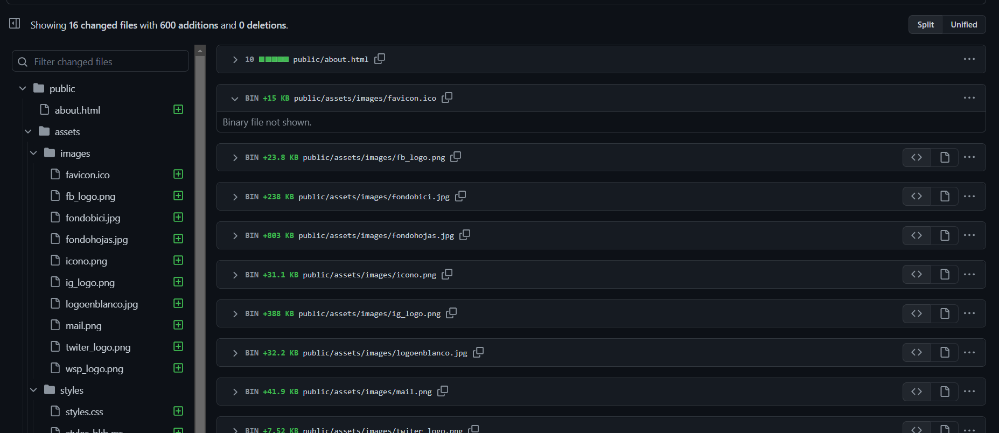 Showing 16 changed files with 600 additions and 0 deletions.
Split
Unified
Filter changed files
public
about.html
assets
images
favicon.ico
fb_logo.png
fondobici.jpg
fondohojas.jpg
icono.png
ig_logo.png
logoenblanco.jpg
mail.png
twiter_logo.png
wsp_logo.png
styles
styles.css
10 public/about.html
BIN +15 KB public/assets/images/favicon.ico
Binary file not shown.
BIN +23.8 KB public/assets/images/fb_logo.png
BIN +238 KB public/assets/images/fondobici.jpg
BIN +803 KB public/assets/images/fondohojas.jpg
BIN +31.1 KB public/assets/images/icono.png
BIN +388 KB public/assets/images/ig_logo.png
BIN +32.2 KB public/assets/images/logoenblanco.jpg
BIN +41.9 KB public/assets/images/mail.png
BIN +7.52 KB public/assets/images/twiter_logo.png